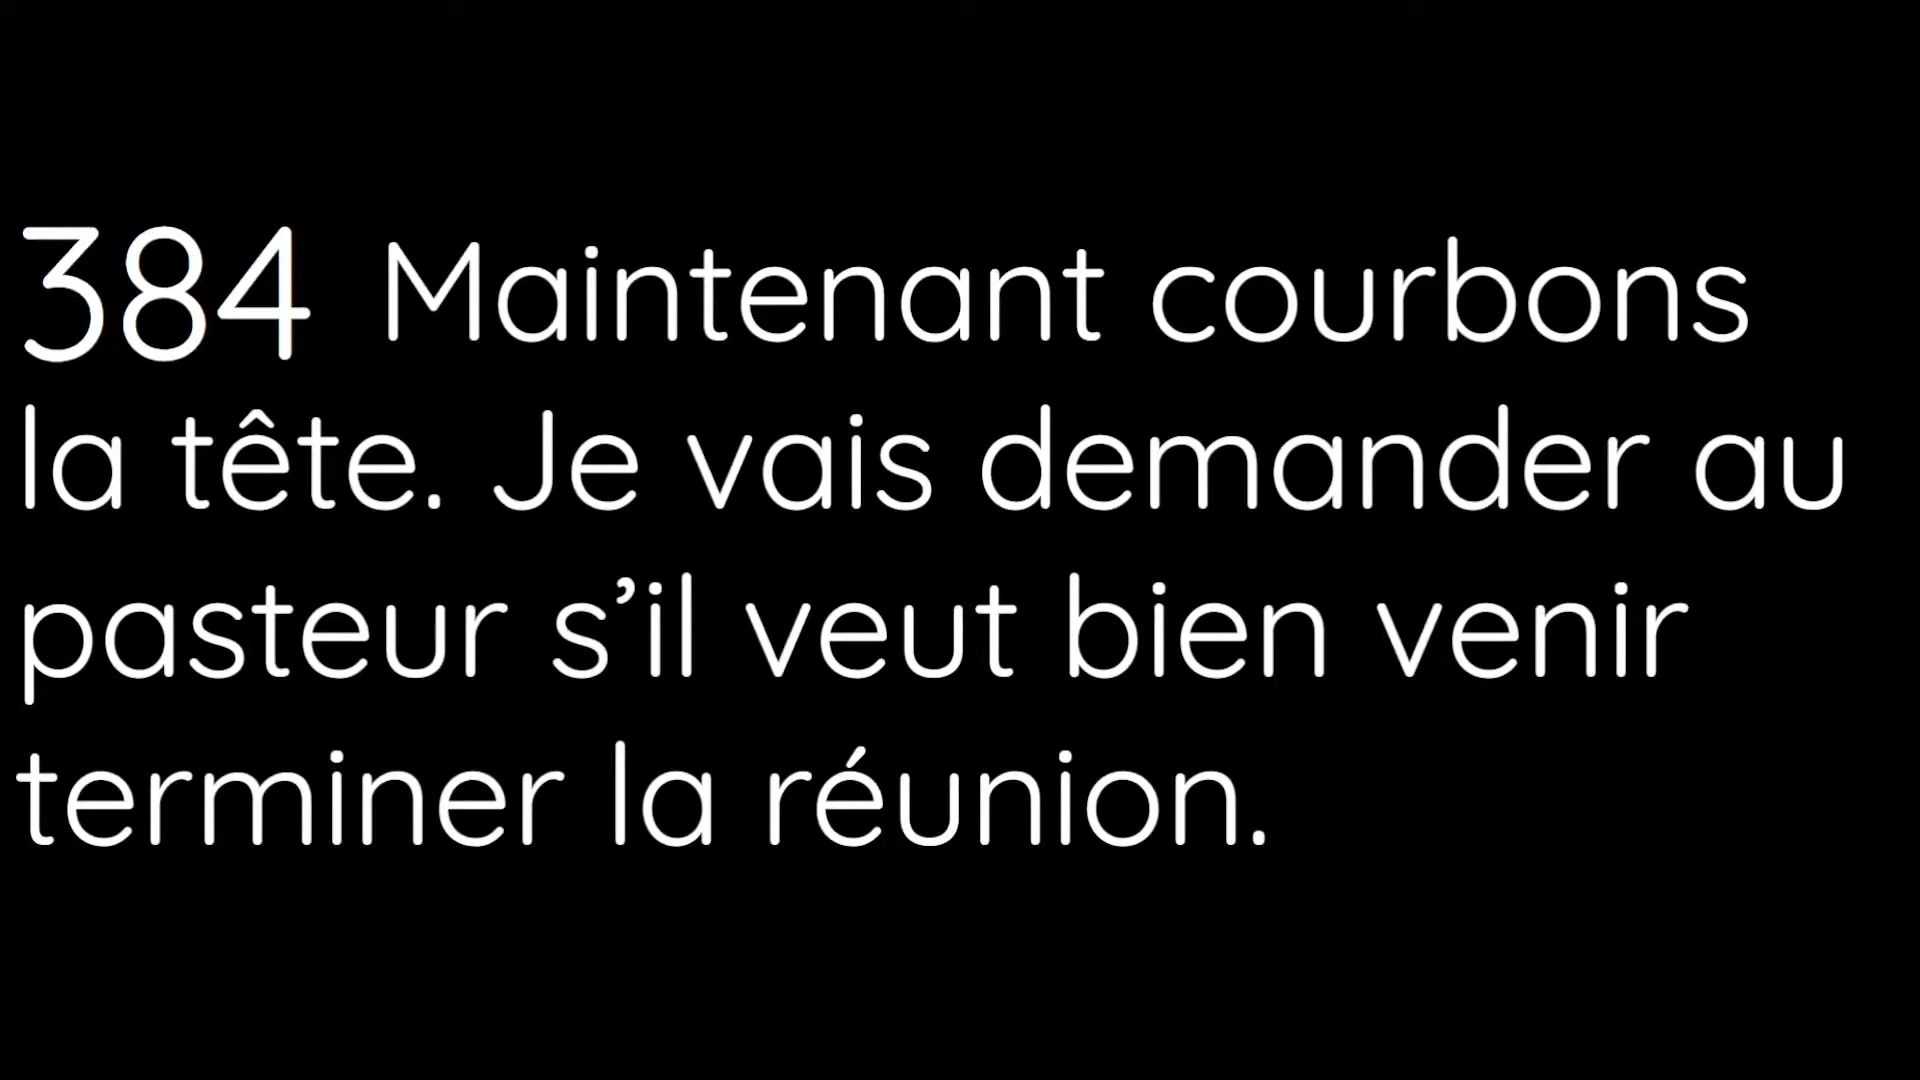 384 Maintenant courbons
la tête. Je vais demander au
pasteur s’il veut bien venir
terminer la réunion.